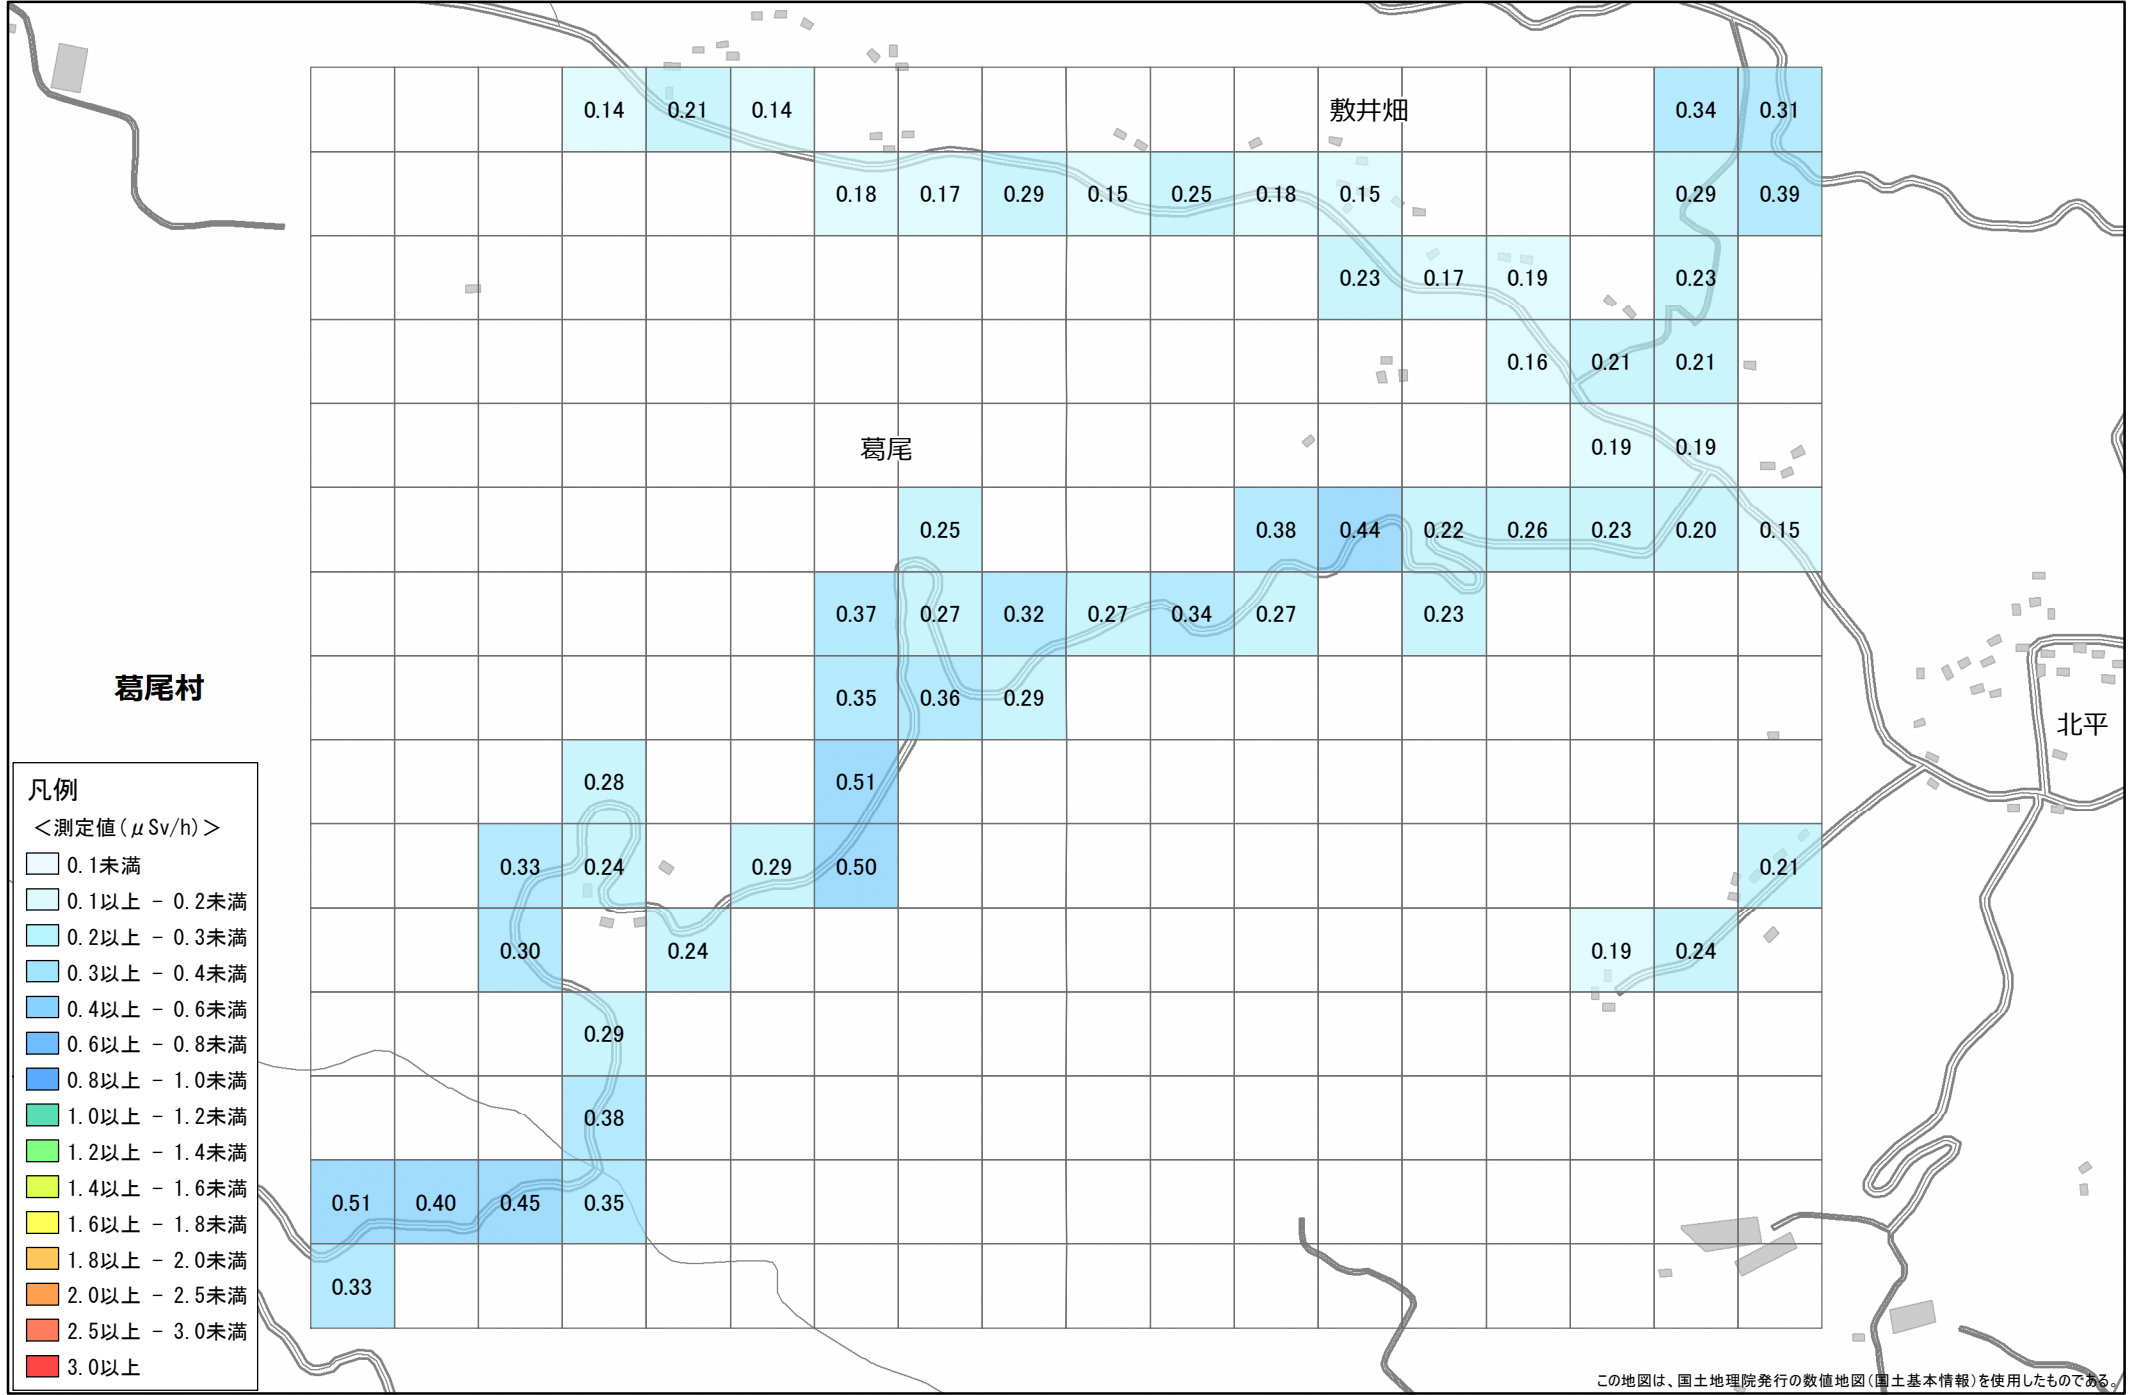 0.14 0.21 0.14 敷井畑 0.34 0.31
0.18 0.17 0.29 0.15 0.25 0.18 0.15 0.29 0.39
0.23 0.17 0.19 0.23
0.16 0.21 0.21
葛尾 0.19 0.19
0.25 0.38 0.44 0.22 0.26 0.23 0.20 0.15
0.37 0.27 0.32 0.27 0.34 0.27 0.23
葛尾村 0.35 0.36 0.29 北平
0.28 0.51
0.33 0.24 0.29 0.50 0.21
0.30 0.24 0.19 0.24
0.29
0.38
0.51 0.40 0.45 0.35
0.33
凡例
＜測定値(μSv/h)＞
0.1未満
0.1以上 － 0.2未満
0.2以上 － 0.3未満
0.3以上 － 0.4未満
0.4以上 － 0.6未満
0.6以上 － 0.8未満
0.8以上 － 1.0未満
1.0以上 － 1.2未満
1.2以上 － 1.4未満
1.4以上 － 1.6未満
1.6以上 － 1.8未満
1.8以上 － 2.0未満
2.0以上 － 2.5未満
2.5以上 － 3.0未満
3.0以上
この地図は、国土地理院発行の数値地図(国土基本情報)を使用したものである。